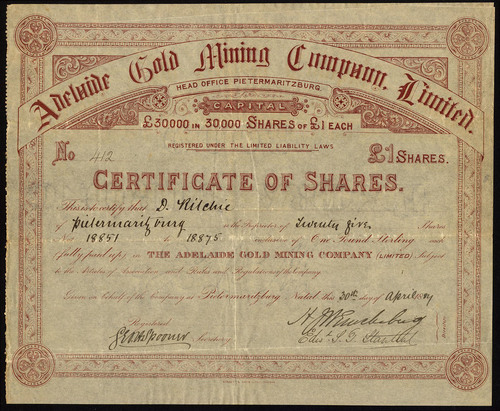 Adelaide Gold Mining Company, Limited.
HEAD OFFICE PIETERMARITZBURG.
CAPITAL
£30000 IN 30,000 SHARES OF £1 EACH
REGISTERED UNDER THE LIMITED LIABILITY LAWS
No 412 £1 SHARES.
CERTIFICATE OF SHARES.
This is to certify that D. Ritchie
of Pietermaritzburg is the Proprietor of Twenty five Shares
18851 to 18875 inclusive of One Pound Sterling each
(fully paid up) in THE ADELAIDE GOLD MINING COMPANY (LIMITED) Subject
to the Articles of Association and Rules and Regulations of the Company
Given on behalf of the Company at Pietermaritzburg Natal this 30th day of April
Registered
Geo. H. Spooner Secretary